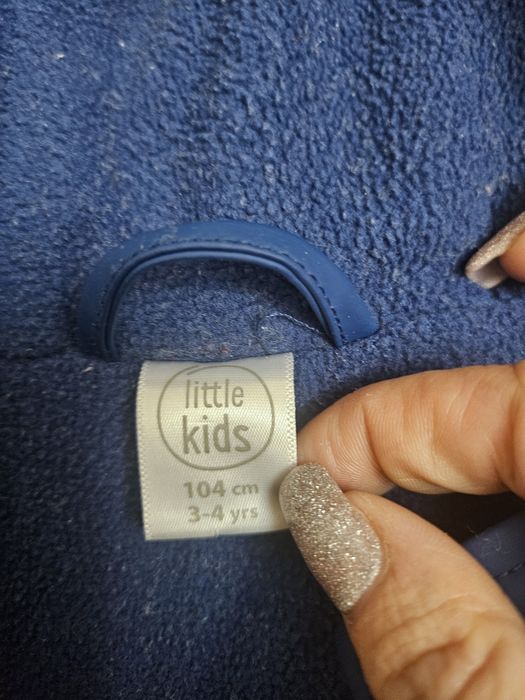 little
kids
104 cm
3-4 yrs